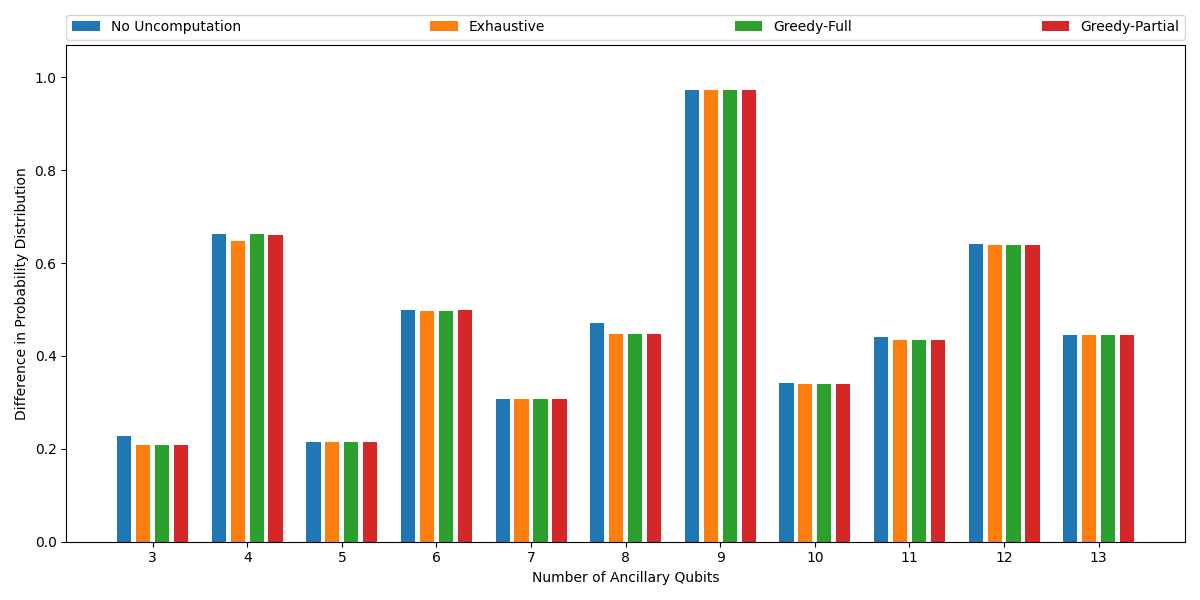 No Uncomputation Exhaustive Greedy-Full Greedy-Partial
Difference in Probability Distribution
1.0
0.8
0.6
0.4
0.2
0.0
3 4 5 6 7 8 9 10 11 12 13
Number of Ancillary Qubits